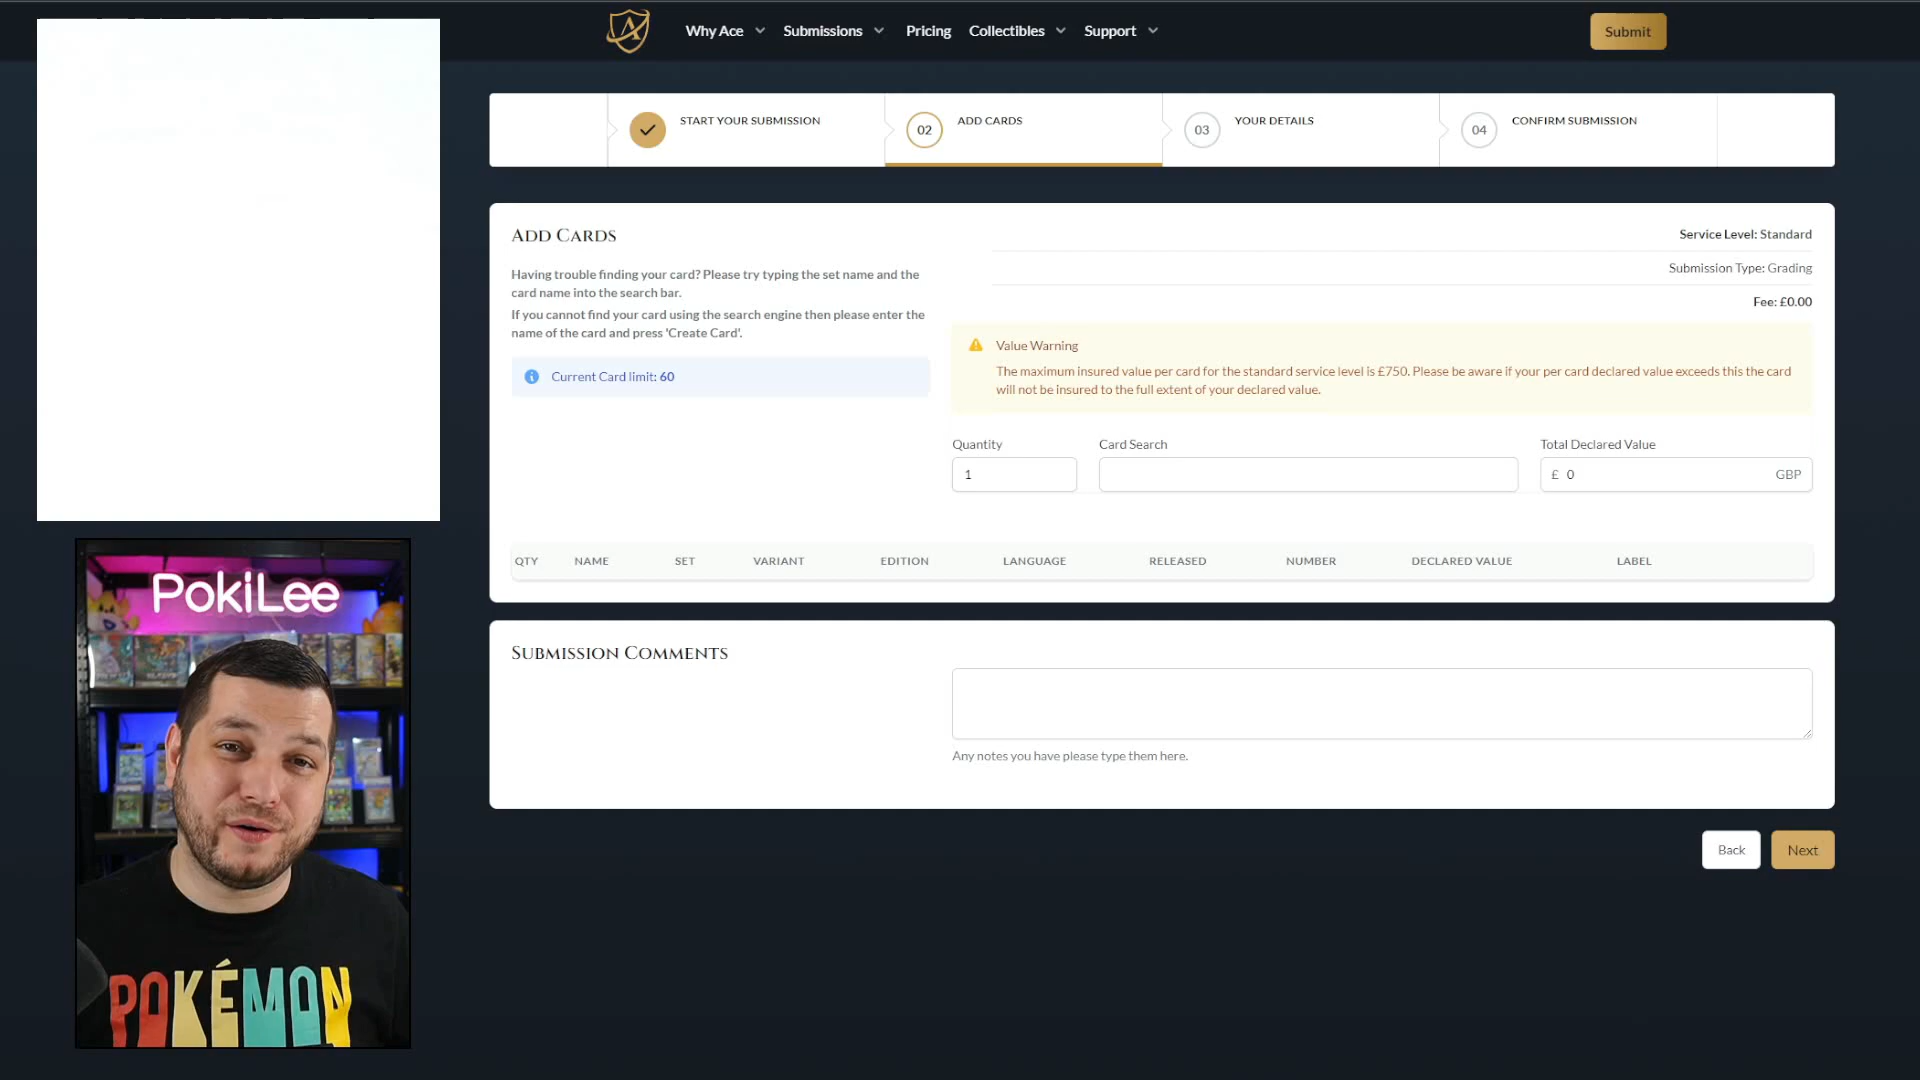 Why Ace
Submissions
Pricing
Collectibles
Support
Submit
START YOUR SUBMISSION
02
ADD CARDS
03
YOUR DETAILS
04
CONFIRM SUBMISSION
Add Cards
Having trouble finding your card? Please try typing the set name and the
card name into the search bar.
If you cannot find your card using the search engine then please enter the
name of the card and press 'Create Card'.
Current Card limit: 60
Service Level: Standard
Submission Type: Grading
Fee: £0.00
Value Warning
The maximum insured value per card for the standard service level is £750. Please be aware if your per card declared value exceeds this the card
will not be insured to the full extent of your declared value.
Quantity
Card Search
Total Declared Value
1
£ 0 GBP
QTY NAME SET VARIANT EDITION LANGUAGE RELEASED NUMBER DECLARED VALUE LABEL
Submission Comments
Any notes you have please type them here.
Back
Next
PokiLee
POKÉMON